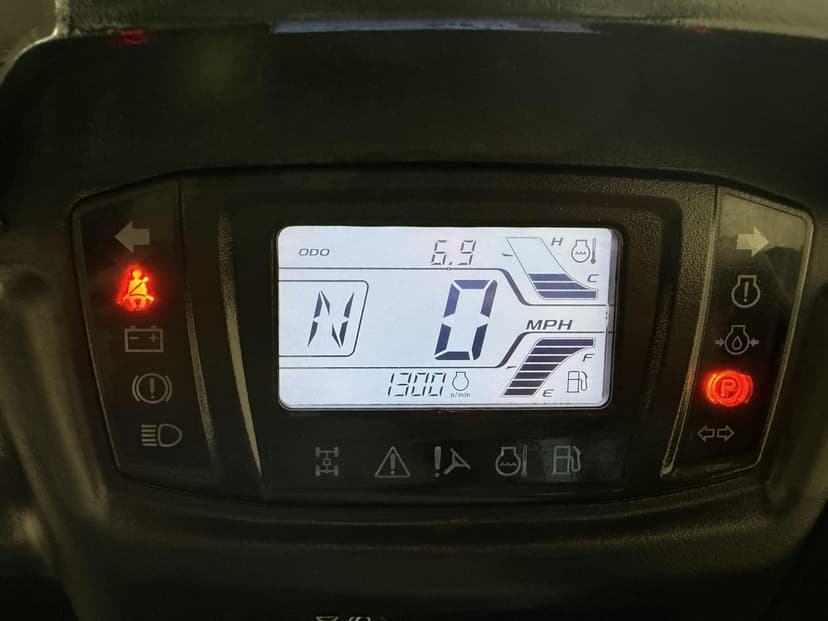 ODO 6.9 H
C
N 0 MPH
F
1300 n/min E
P